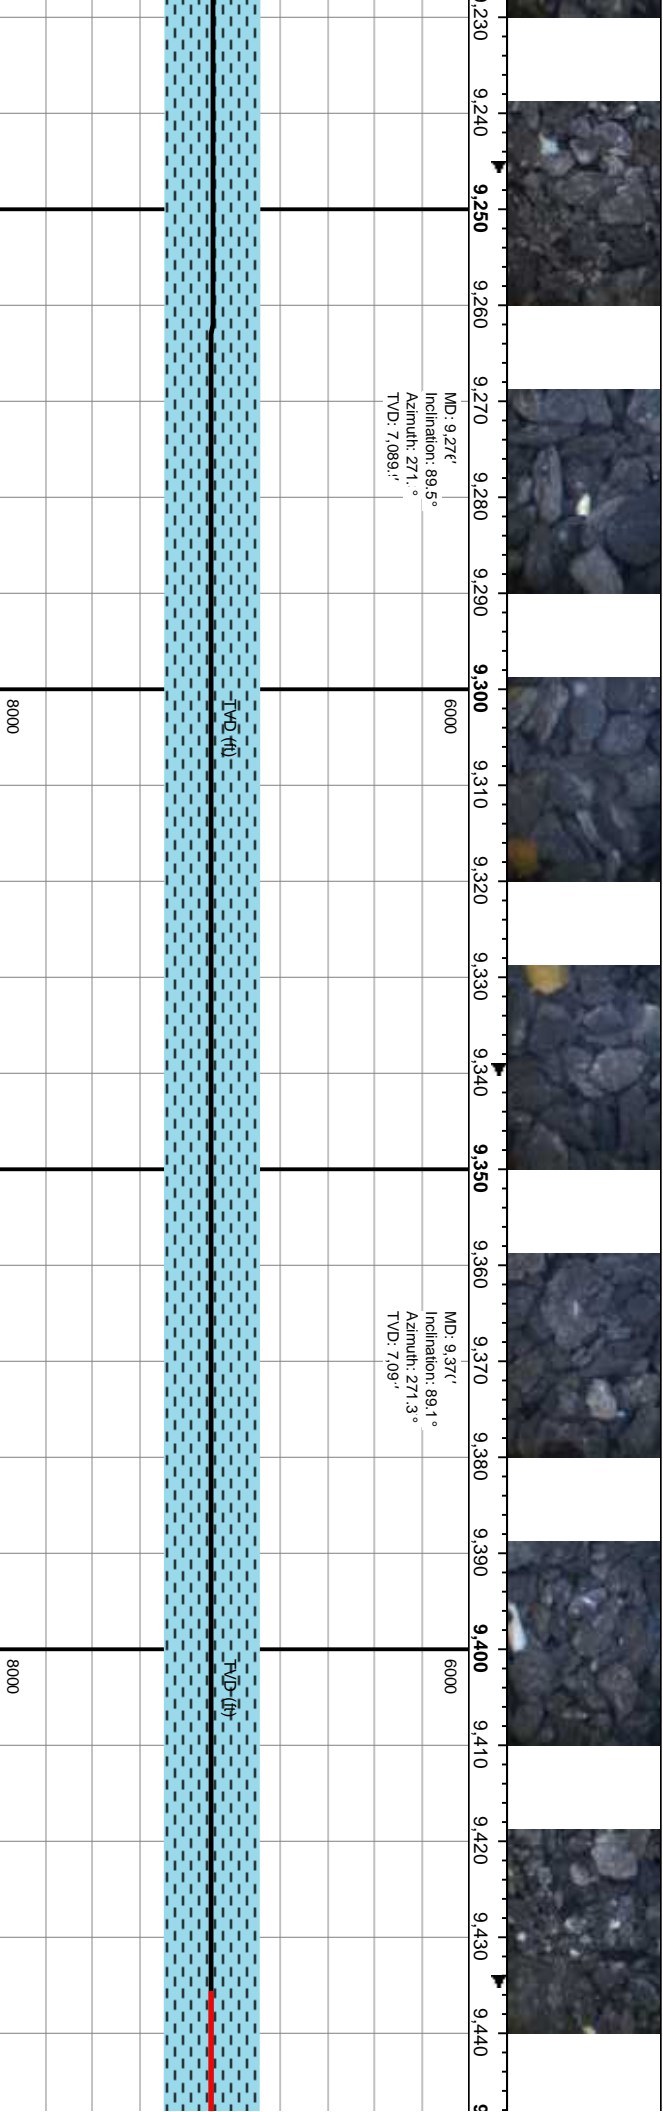 9,230
9,240
9,250
9,260
9,270
MD: 9,276'
Inclination: 89.5°
Azimuth: 271.
TVD: 7,089.
9,280
9,290
9,300
6000
TVD (ft)
8000
9,310
9,320
9,330
9,340
9,350
9,360
9,370
MD: 9,37
Inclination: 89.1°
Azimuth: 271.3°
TVD: 7,09
9,380
9,390
9,400
6000
TVD (ft)
8000
9,410
9,420
9,430
9,440